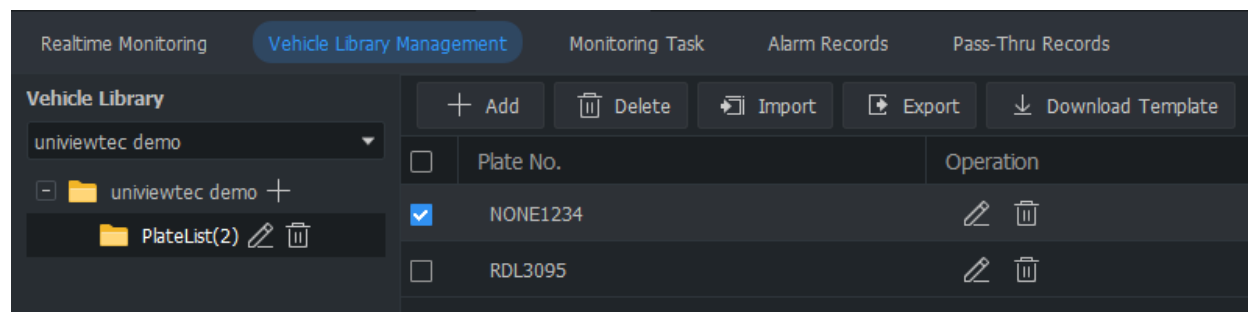 Realtime Monitoring Vehicle Library Management Monitoring Task Alarm Records Pass-Thru Records
Vehicle Library
Add Delete Import Export Download Template
univiewtec demo
Plate No. Operation
univiewtec demo
NONE1234
PlateList(2)
RDL3095